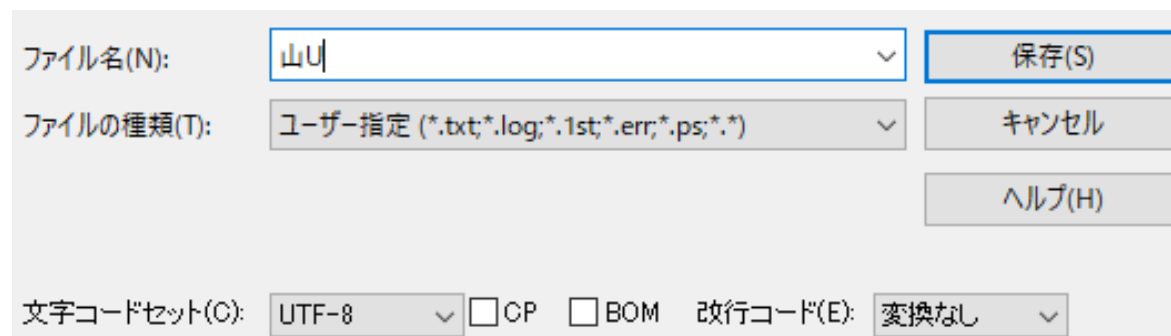 ファイル名(N): 山U 保存(S)
ファイルの種類(T): ユーザー指定 (*.txt;*.log;*.1st;*.err;*.ps;*.*) キャンセル
ヘルプ(H)
文字コードセット(C): UTF-8 CP BOM 改行コード(E): 変換なし